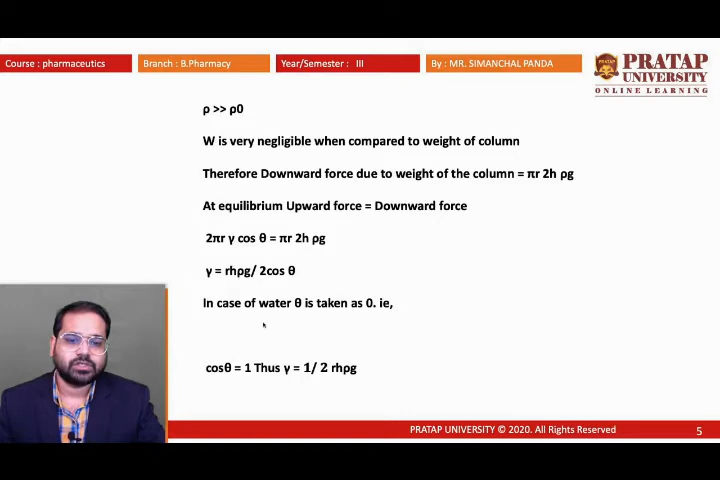 Course : pharmaceutics
Branch : B.Pharmacy
Year/Semester : III
By : MR. SIMANCHAL PANDA
PRATAP
PRATAP
UNIVERSITY
ONLINE LEARNING
ρ >> ρ0
W is very negligible when compared to weight of column
Therefore Downward force due to weight of the column = πr 2h ρg
At equilibrium Upward force = Downward force
2πr γ cos θ = πr 2h ρg
γ = rhρg/ 2cos θ
In case of water θ is taken as 0. ie,
cosθ = 1 Thus γ = 1/ 2 rhρg
PRATAP UNIVERSITY © 2020. All Rights Reserved
5